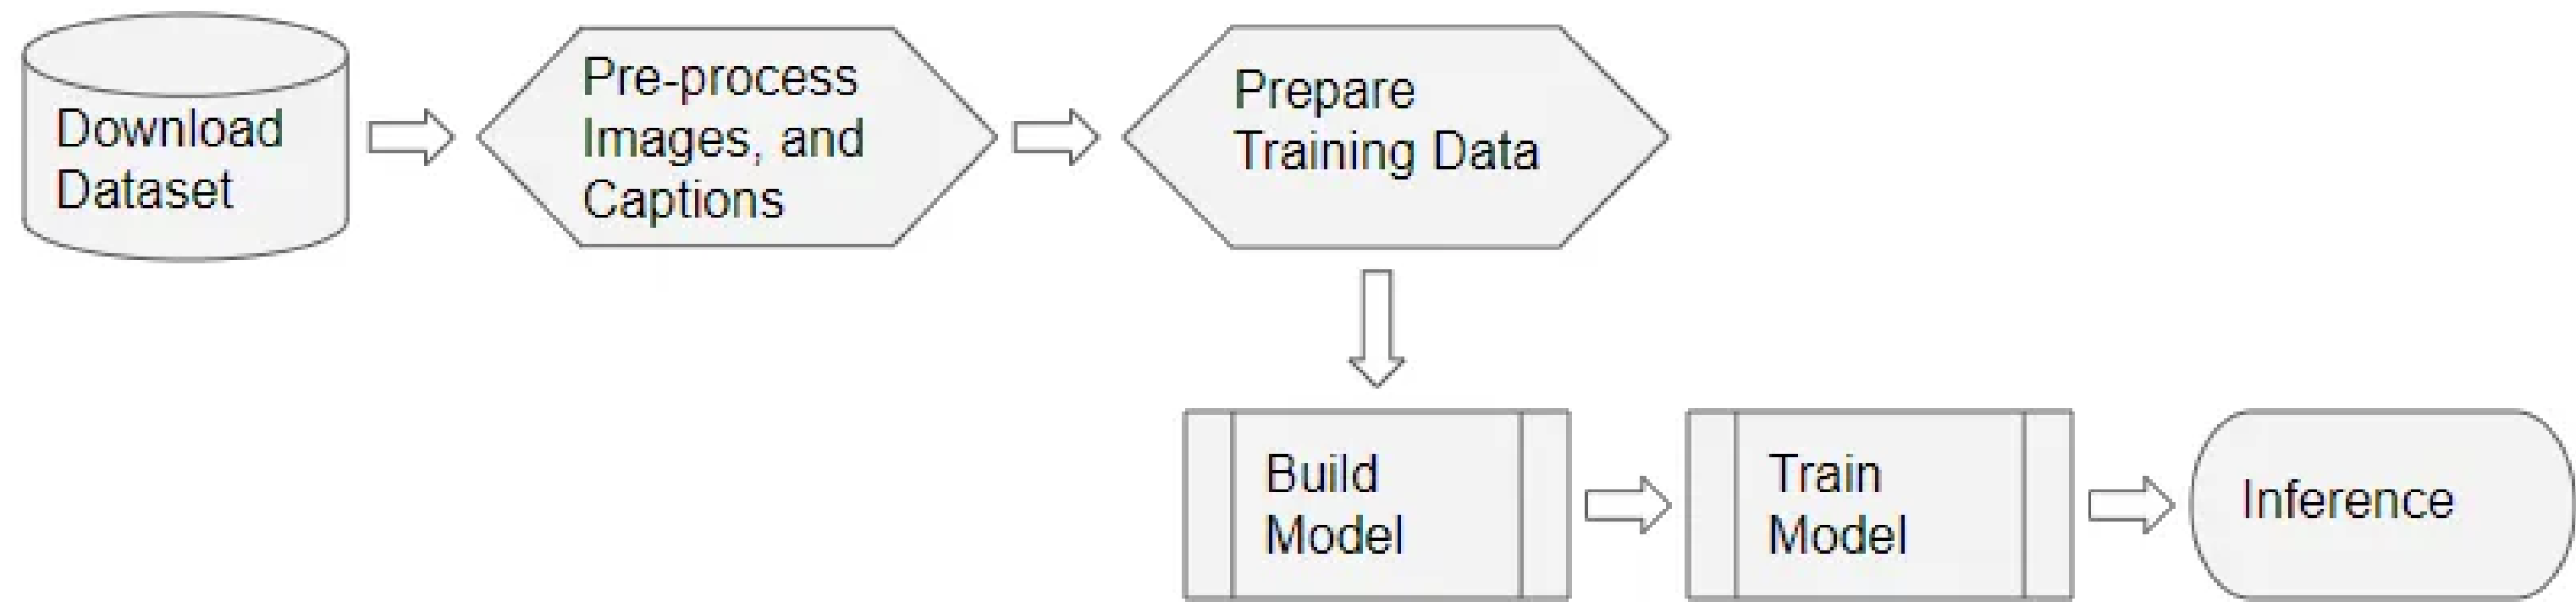 Download
Dataset
Pre-process
Images, and
Captions
Prepare
Training Data
Build
Model
Train
Model
Inference